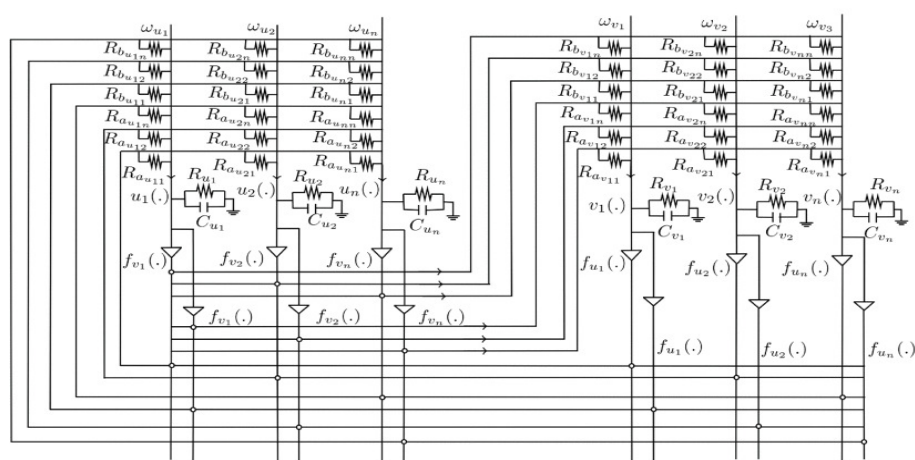 ω_{u_1} ω_{u_2} ω_{u_n} ω_{v_1} ω_{v_2} ω_{v_3}
R_{b_{u_{1n}}} R_{b_{u_{2n}}} R_{b_{u_{nn}}} R_{b_{v_{1n}}} R_{b_{v_{2n}}} R_{b_{v_{nn}}}
R_{b_{u_{12}}} R_{b_{u_{22}}} R_{b_{u_{n2}}} R_{b_{v_{12}}} R_{b_{v_{22}}} R_{b_{v_{n2}}}
R_{b_{u_{11}}} R_{b_{u_{21}}} R_{b_{u_{n1}}} R_{b_{v_{11}}} R_{b_{v_{21}}} R_{b_{v_{n1}}}
R_{a_{u_{1n}}} R_{a_{u_{2n}}} R_{a_{u_{nn}}} R_{a_{v_{1n}}} R_{a_{v_{2n}}} R_{a_{v_{nn}}}
R_{a_{u_{12}}} R_{a_{u_{22}}} R_{a_{u_{n2}}} R_{a_{v_{12}}} R_{a_{v_{22}}} R_{a_{v_{n2}}}
R_{a_{u_{11}}} R_{a_{u_{21}}} R_{a_{u_{n1}}} R_{a_{v_{11}}} R_{a_{v_{21}}} R_{a_{v_{n1}}}
R_{u_1} R_{u_2} R_{u_n} R_{v_1} R_{v_2} R_{v_n}
u_1(.) u_2(.) u_n(.) v_1(.) v_2(.) v_n(.)
C_{u_1} C_{u_2} C_{u_n} C_{v_1} C_{v_2} C_{v_n}
f_{v_1}(.) f_{v_2}(.) f_{v_n}(.) f_{u_1}(.) f_{u_2}(.) f_{u_n}(.)
f_{v_1}(.) f_{v_2}(.) f_{v_n}(.)
f_{u_1}(.) f_{u_2}(.) f_{u_n}(.)